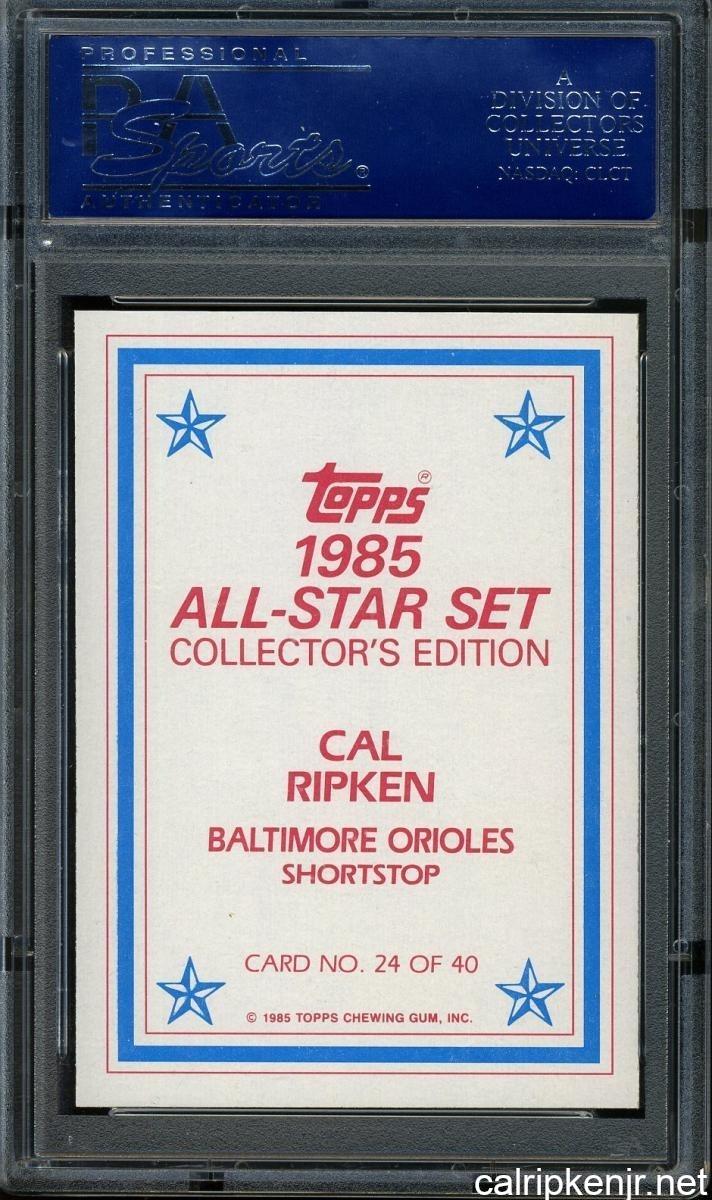 PROFESSIONAL
PSA
Sports®
AUTHENTICATOR
A
DIVISION OF
COLLECTORS
UNIVERSE
NASDAQ: CLCT
topps®
1985
ALL-STAR SET
COLLECTOR'S EDITION
CAL
RIPKEN
BALTIMORE ORIOLES
SHORTSTOP
CARD NO. 24 OF 40
© 1985 TOPPS CHEWING GUM, INC.
calripkenjr.net